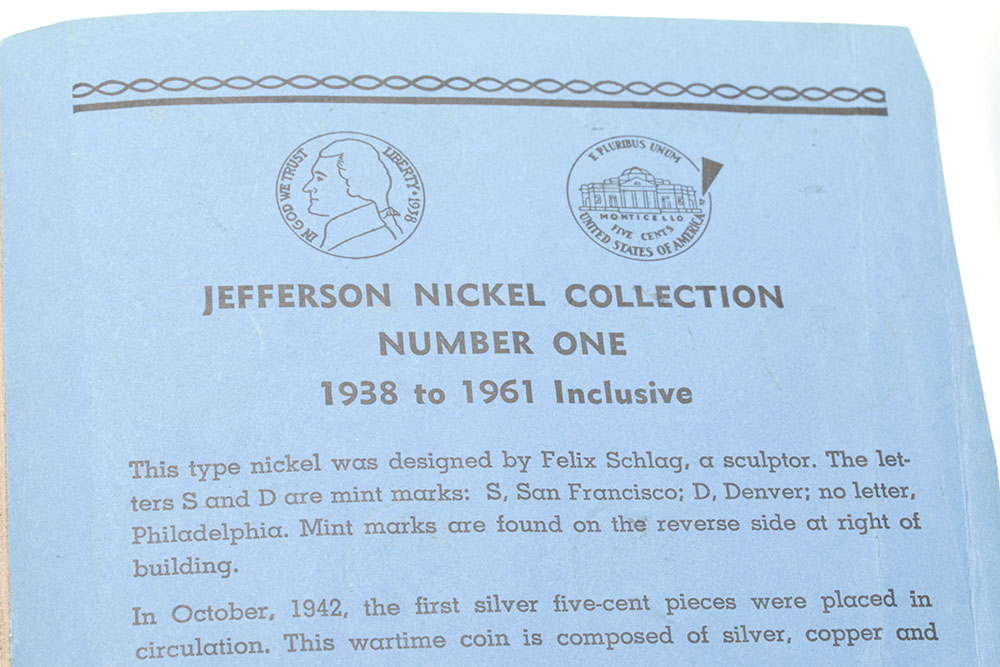 IN GOD WE TRUST LIBERTY • 1938
E PLURIBUS UNUM
MONTICELLO
FIVE CENTS
UNITED STATES OF AMERICA
D
JEFFERSON NICKEL COLLECTION
NUMBER ONE
1938 to 1961 Inclusive
This type nickel was designed by Felix Schlag, a sculptor. The let-
ters S and D are mint marks: S, San Francisco; D, Denver; no letter,
Philadelphia. Mint marks are found on the reverse side at right of
building.
In October, 1942, the first silver five-cent pieces were placed in
circulation. This wartime coin is composed of silver, copper and